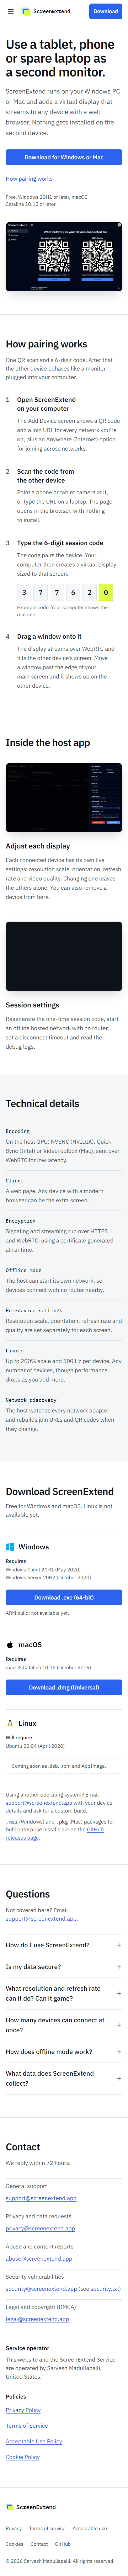 ScreenExtend
Download
Use a tablet, phone
or spare laptop as
a second monitor.
ScreenExtend runs on your Windows PC
or Mac and adds a virtual display that
streams to any device with a web
browser. Nothing gets installed on the
second device.
Download for Windows or Mac
How pairing works
Free. Windows 20H1 or later, macOS
Catalina 10.15 or later.
What network is your device connected to?
How pairing works
One QR scan and a 6-digit code. After that
the other device behaves like a monitor
plugged into your computer.
1 Open ScreenExtend
on your computer
The Add Device screen shows a QR code
and a join URL for every network you're
on, plus an Anywhere (Internet) option
for joining across networks.
2 Scan the code from
the other device
Point a phone or tablet camera at it,
or type the URL on a laptop. The page
opens in the browser, with nothing
to install.
3 Type the 6-digit session code
The code pairs the device. Your
computer then creates a virtual display
sized to that screen.
3 7 7 6 2 0
Example code. Your computer shows the
real one.
4 Drag a window onto it
The display streams over WebRTC and
fills the other device's screen. Move
a window past the edge of your
main screen and it shows up on the
other device.
Inside the host app
Adjust each display
Each connected device has its own live
settings: resolution scale, orientation, refresh
rate and video quality. Changing one leaves
the others alone. You can also remove a
device from here.
Session settings
Regenerate the one-time session code, start
an offline hosted network with no router,
set a disconnect timeout and read the
debug logs.
Technical details
Encoding
On the host GPU: NVENC (NVIDIA), Quick
Sync (Intel) or VideoToolbox (Mac), sent over
WebRTC for low latency.
Client
A web page. Any device with a modern
browser can be the extra screen.
Encryption
Signaling and streaming run over HTTPS
and WebRTC, using a certificate generated
at runtime.
Offline mode
The host can start its own network, so
devices connect with no router nearby.
Per-device settings
Resolution scale, orientation, refresh rate and
quality are set separately for each screen.
Limits
Up to 200% scale and 500 Hz per device. Any
number of devices, though performance
drops as you add more.
Network discovery
The host watches every network adapter
and rebuilds join URLs and QR codes when
they change.
Download ScreenExtend
Free for Windows and macOS. Linux is not
available yet.
Windows
Requires
Windows Client 20H1 (May 2020)
Windows Server 20H2 (October 2020)
Download .exe (64-bit)
ARM build: not available yet.
macOS
Requires
macOS Catalina 10.15 (October 2019)
Download .dmg (Universal)
Linux
Will require
Ubuntu 20.04 (April 2020)
Coming soon as .deb, .rpm and AppImage.
Using another operating system? Email
support@screenextend.com with your device
details and ask for a custom build.
.msi (Windows) and .pkg (Mac) packages for
bulk enterprise installs are on the GitHub
releases page.
Questions
Not covered here? Email
support@screenextend.com.
How do I use ScreenExtend?
Is my data secure?
What resolution and refresh rate
can it do? Can it game?
How many devices can connect at
once?
How does offline mode work?
What data does ScreenExtend
collect?
Contact
We reply within 72 hours.
General support
support@screenextend.com
Privacy and data requests
privacy@screenextend.com
Abuse and content reports
abuse@screenextend.com
Security vulnerabilities
security@screenextend.com (see security.txt)
Legal and copyright (DMCA)
legal@screenextend.com
Service operator
This website and the ScreenExtend Service
are operated by Sarvesh Madullapalli,
United States.
Policies
Privacy Policy
Terms of Service
Acceptable Use Policy
Cookie Policy
ScreenExtend
Privacy Terms of service Acceptable use
Cookies Contact GitHub
© 2026 Sarvesh Madullapalli. All rights reserved.